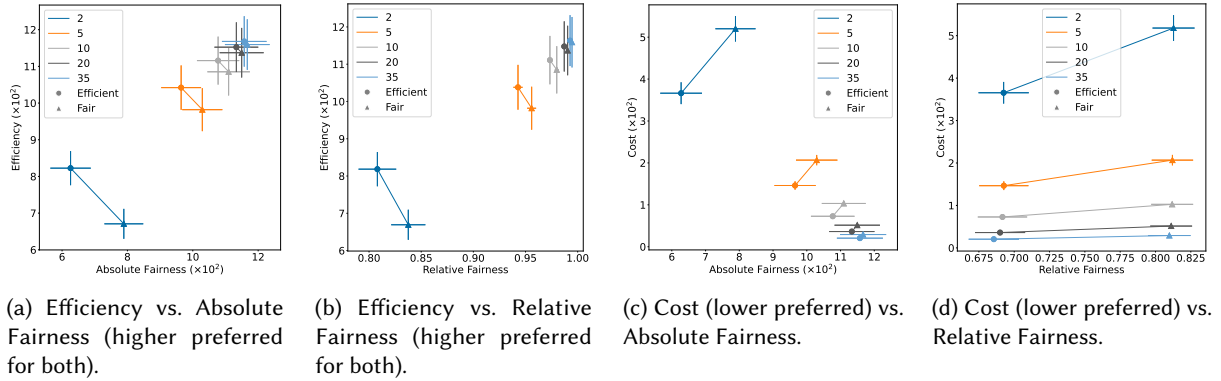 2
5
10
20
35
Efficient
Fair
12
11
10
9
8
7
6
Efficiency (×10²)
6
8
10
12
Absolute Fairness (×10²)
2
5
10
20
35
Efficient
Fair
12
11
10
9
8
7
6
Efficiency (×10²)
0.80
0.85
0.90
0.95
1.00
Relative Fairness
2
5
10
20
35
Efficient
Fair
5
4
3
2
1
0
Cost (×10²)
6
7
8
9
10
11
12
Absolute Fairness (×10²)
2
5
10
20
35
Efficient
Fair
5
4
3
2
1
0
Cost (×10²)
0.675
0.700
0.725
0.750
0.775
0.800
0.825
Relative Fairness
(a) Efficiency vs. Absolute
Fairness (higher preferred
for both).
(b) Efficiency vs. Relative
Fairness (higher preferred
for both).
(c) Cost (lower preferred) vs.
Absolute Fairness.
(d) Cost (lower preferred) vs.
Relative Fairness.